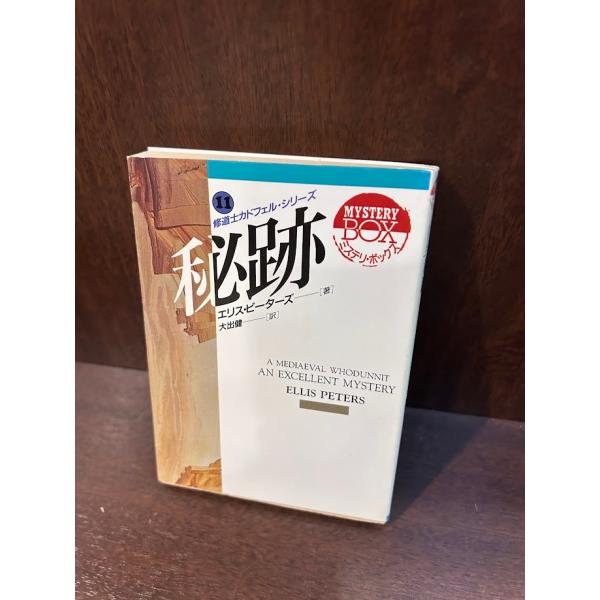 11
修道士カドフェル・シリーズ
MYSTERY
BOX
ミステリ・ボックス
秘跡
エリス・ピーターズ──[著]
大出健──[訳]
A MEDIAEVAL WHODUNNIT
AN EXCELLENT MYSTERY
ELLIS PETERS